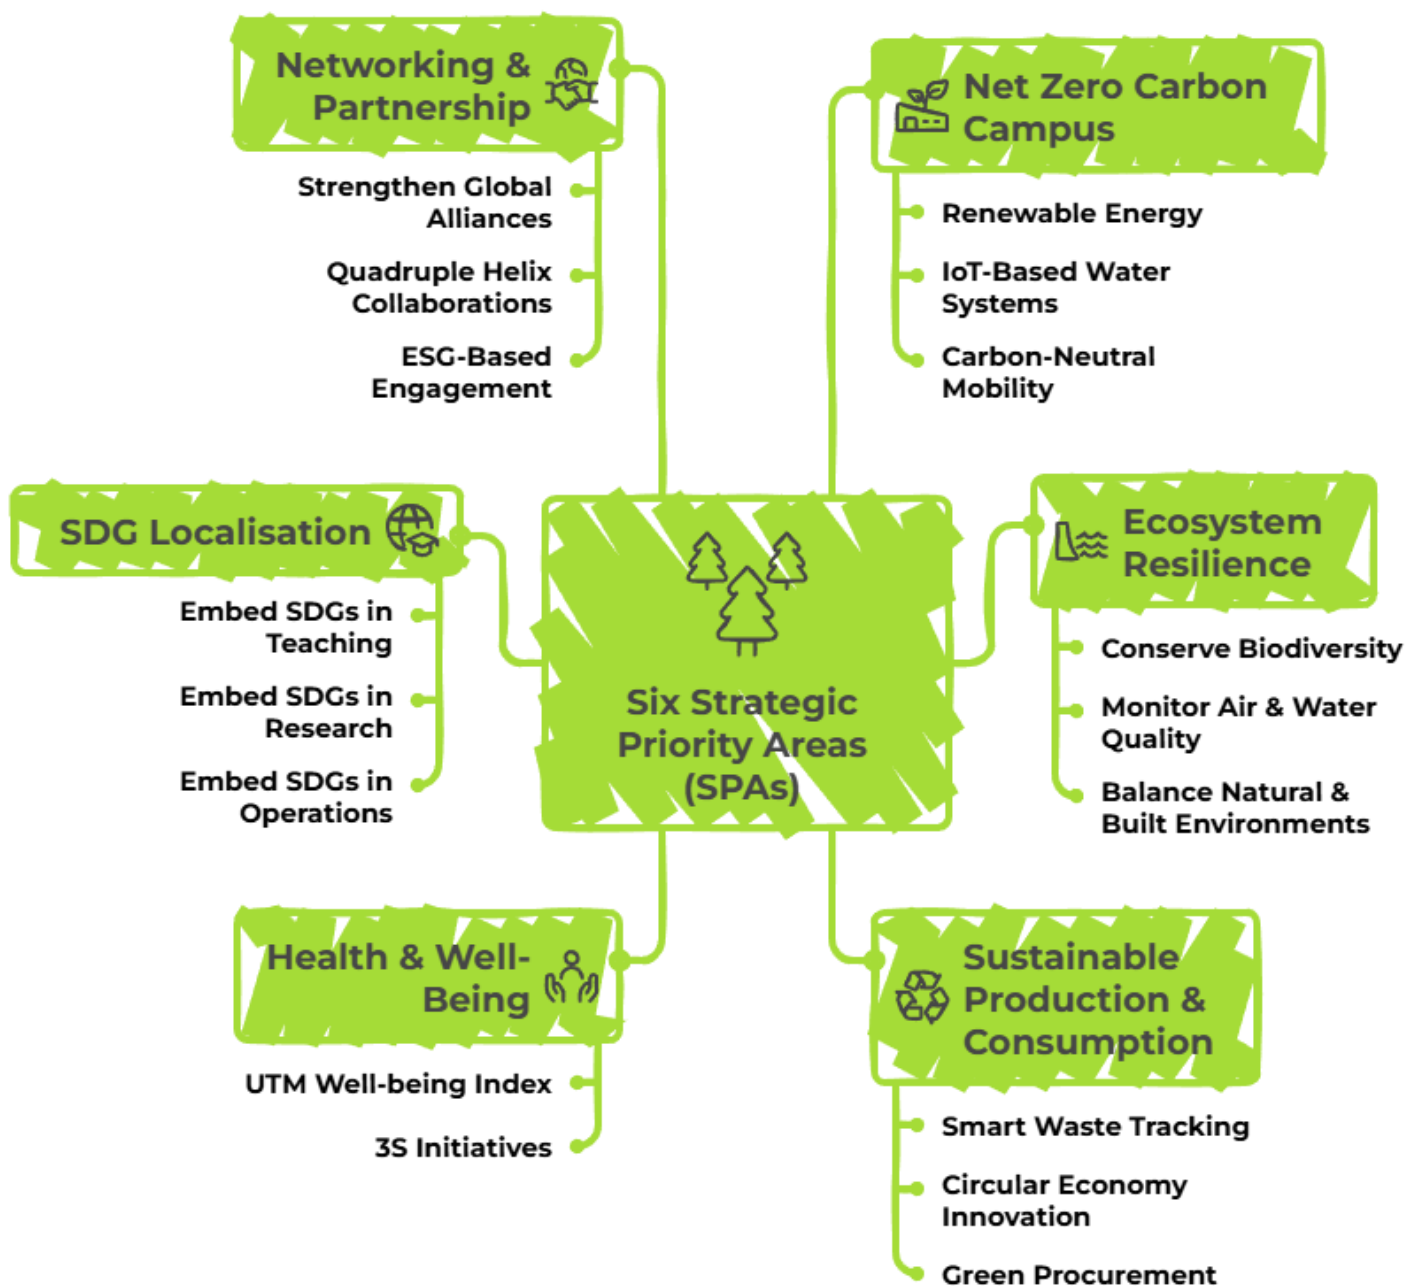 Networking &
Partnership
Strengthen Global
Alliances
Quadruple Helix
Collaborations
ESG-Based
Engagement
Net Zero Carbon
Campus
Renewable Energy
IoT-Based Water
Systems
Carbon-Neutral
Mobility
SDG Localisation
Embed SDGs in
Teaching
Embed SDGs in
Research
Embed SDGs in
Operations
Six Strategic
Priority Areas
(SPAs)
Ecosystem
Resilience
Conserve Biodiversity
Monitor Air & Water
Quality
Balance Natural &
Built Environments
Health & Well-
Being
UTM Well-being Index
3S Initiatives
Sustainable
Production &
Consumption
Smart Waste Tracking
Circular Economy
Innovation
Green Procurement